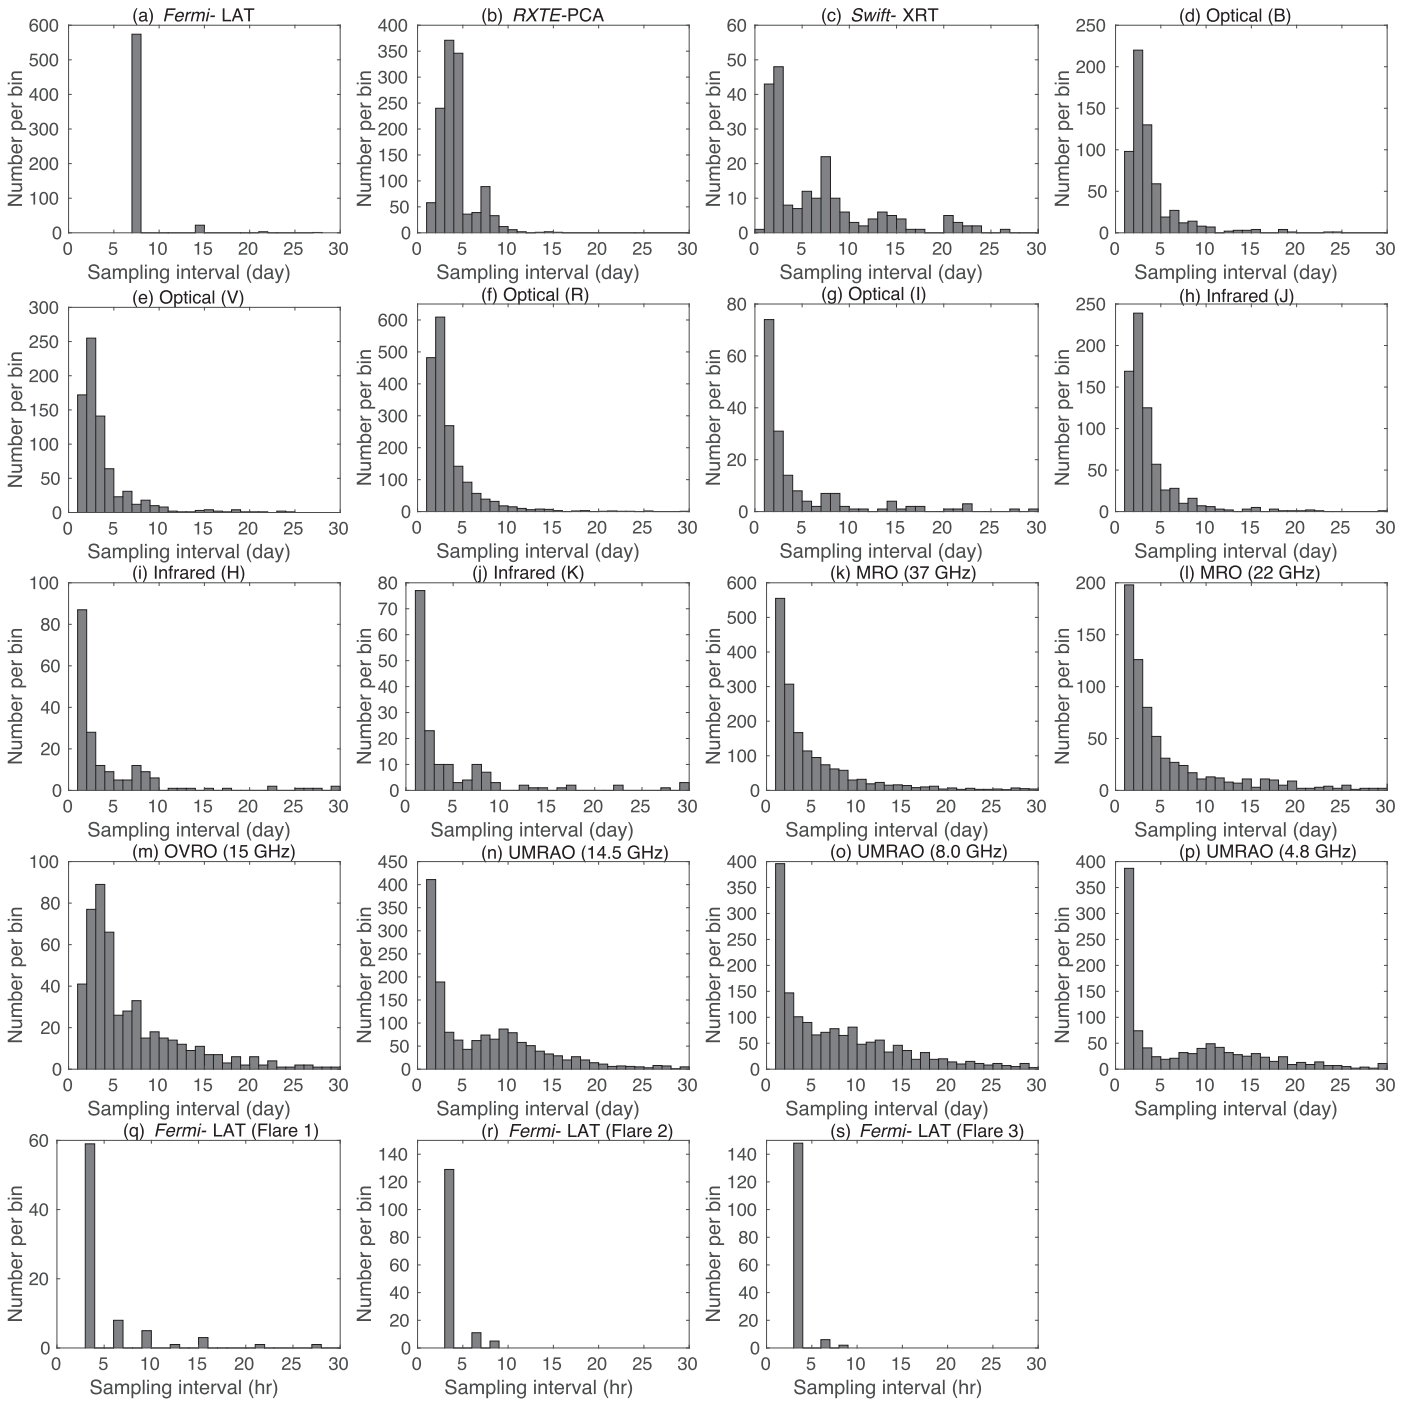 (a) Fermi- LAT
Number per bin
600
500
400
300
200
100
0
0 5 10 15 20 25 30
Sampling interval (day)
(b) RXTE-PCA
Number per bin
400
350
300
250
200
150
100
50
0
0 5 10 15 20 25 30
Sampling interval (day)
(c) Swift- XRT
Number per bin
60
50
40
30
20
10
0
0 5 10 15 20 25 30
Sampling interval (day)
(d) Optical (B)
Number per bin
250
200
150
100
50
0
0 5 10 15 20 25 30
Sampling interval (day)
(e) Optical (V)
Number per bin
300
250
200
150
100
50
0
0 5 10 15 20 25 30
Sampling interval (day)
(f) Optical (R)
Number per bin
600
500
400
300
200
100
0
0 5 10 15 20 25 30
Sampling interval (day)
(g) Optical (I)
Number per bin
80
60
40
20
0
0 5 10 15 20 25 30
Sampling interval (day)
(h) Infrared (J)
Number per bin
250
200
150
100
50
0
0 5 10 15 20 25 30
Sampling interval (day)
(i) Infrared (H)
Number per bin
100
80
60
40
20
0
0 5 10 15 20 25 30
Sampling interval (day)
(j) Infrared (K)
Number per bin
80
70
60
50
40
30
20
10
0
0 5 10 15 20 25 30
Sampling interval (day)
(k) MRO (37 GHz)
Number per bin
600
500
400
300
200
100
0
0 5 10 15 20 25 30
Sampling interval (day)
(l) MRO (22 GHz)
Number per bin
200
150
100
50
0
0 5 10 15 20 25 30
Sampling interval (day)
(m) OVRO (15 GHz)
Number per bin
100
80
60
40
20
0
0 5 10 15 20 25 30
Sampling interval (day)
(n) UMRAO (14.5 GHz)
Number per bin
450
400
350
300
250
200
150
100
50
0
0 5 10 15 20 25 30
Sampling interval (day)
(o) UMRAO (8.0 GHz)
Number per bin
400
350
300
250
200
150
100
50
0
0 5 10 15 20 25 30
Sampling interval (day)
(p) UMRAO (4.8 GHz)
Number per bin
400
350
300
250
200
150
100
50
0
0 5 10 15 20 25 30
Sampling interval (day)
(q) Fermi- LAT (Flare 1)
Number per bin
60
40
20
0
0 5 10 15 20 25 30
Sampling interval (hr)
(r) Fermi- LAT (Flare 2)
Number per bin
140
120
100
80
60
40
20
0
0 5 10 15 20 25 30
Sampling interval (hr)
(s) Fermi- LAT (Flare 3)
Number per bin
140
120
100
80
60
40
20
0
0 5 10 15 20 25 30
Sampling interval (hr)